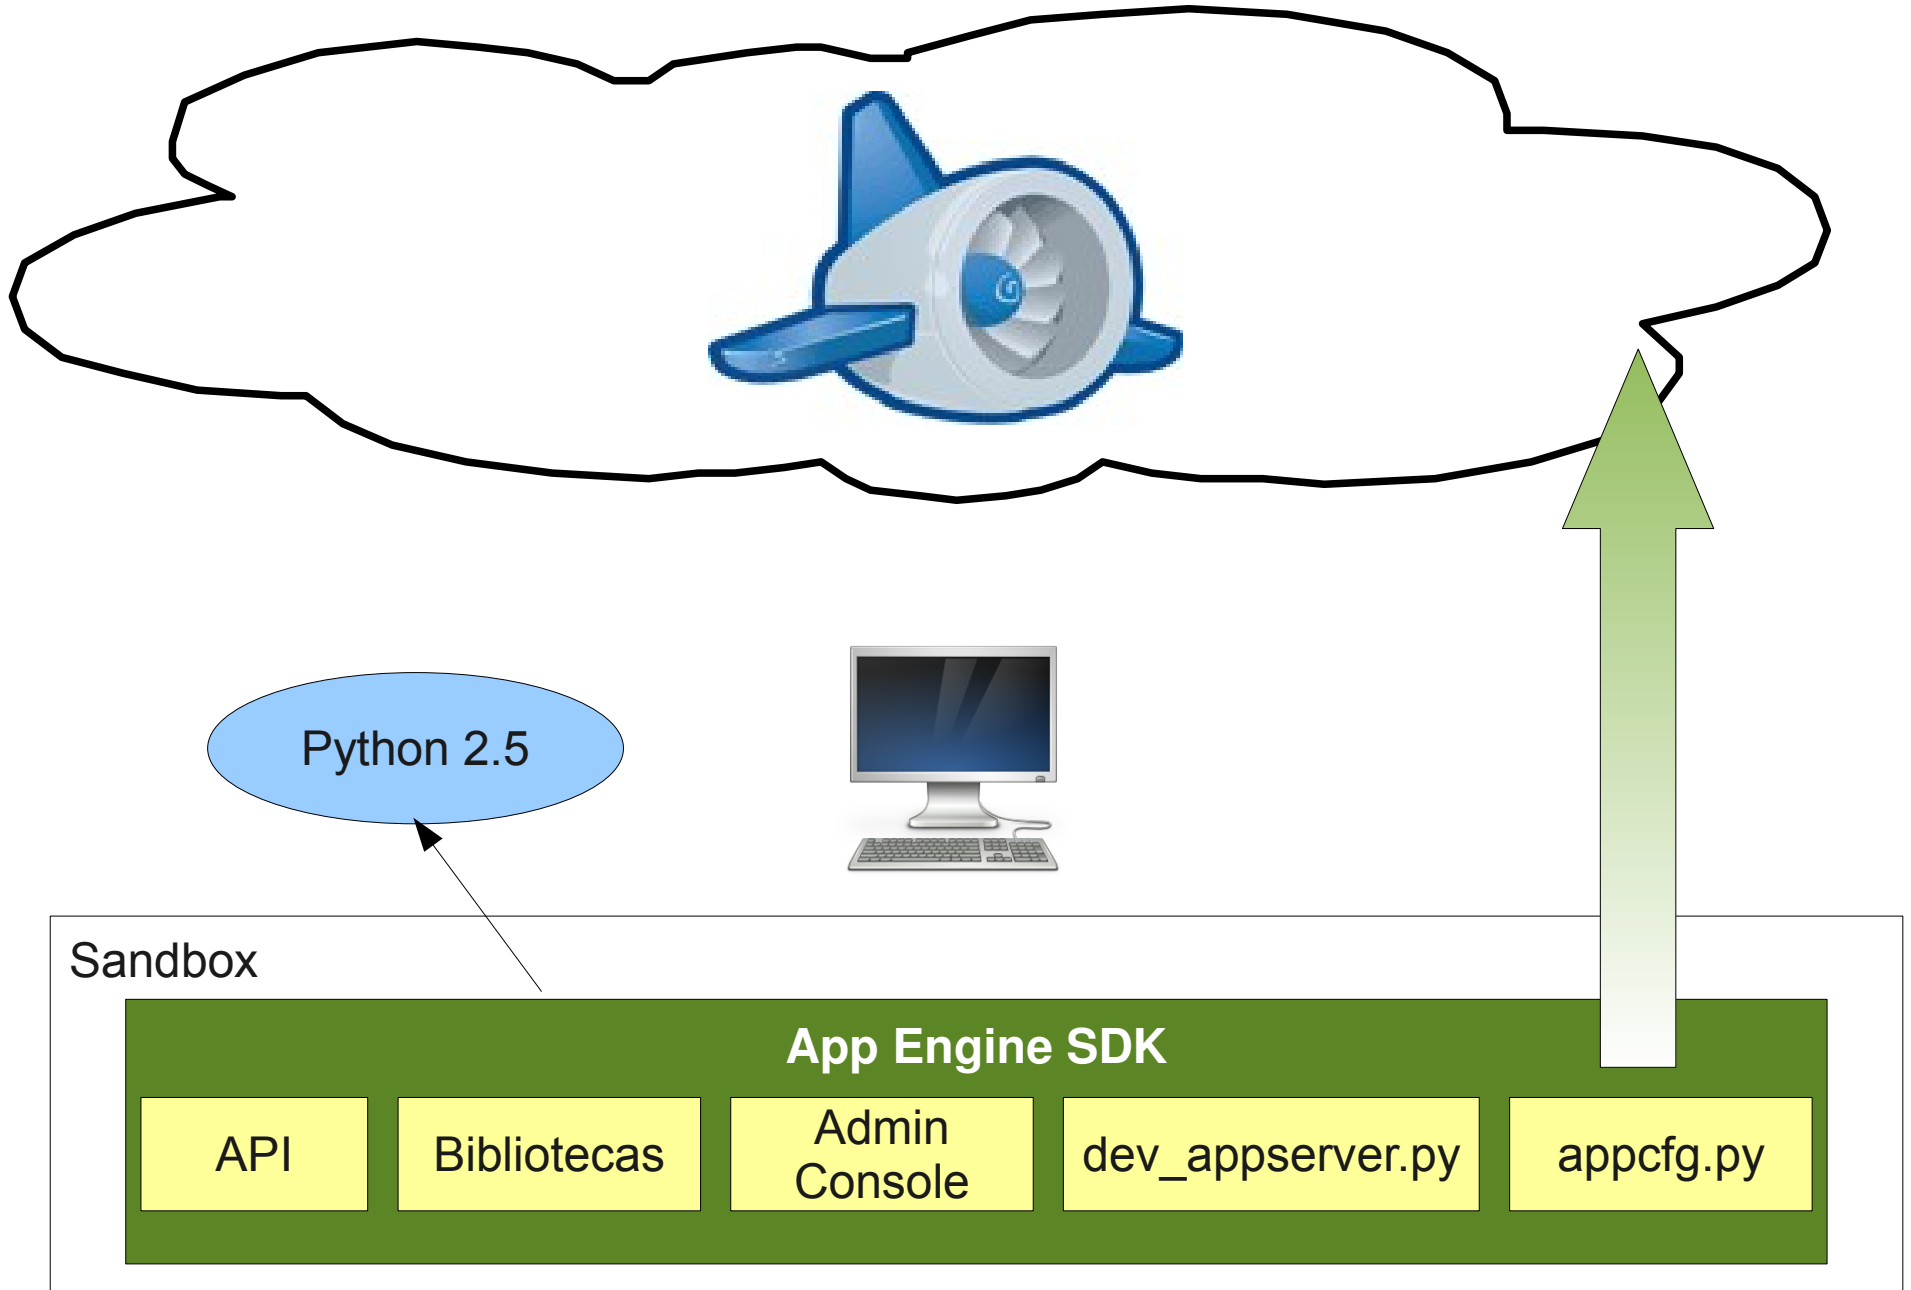 Python 2.5
Sandbox
App Engine SDK
API
Bibliotecas
Admin
Console
dev_appserver.py
appcfg.py